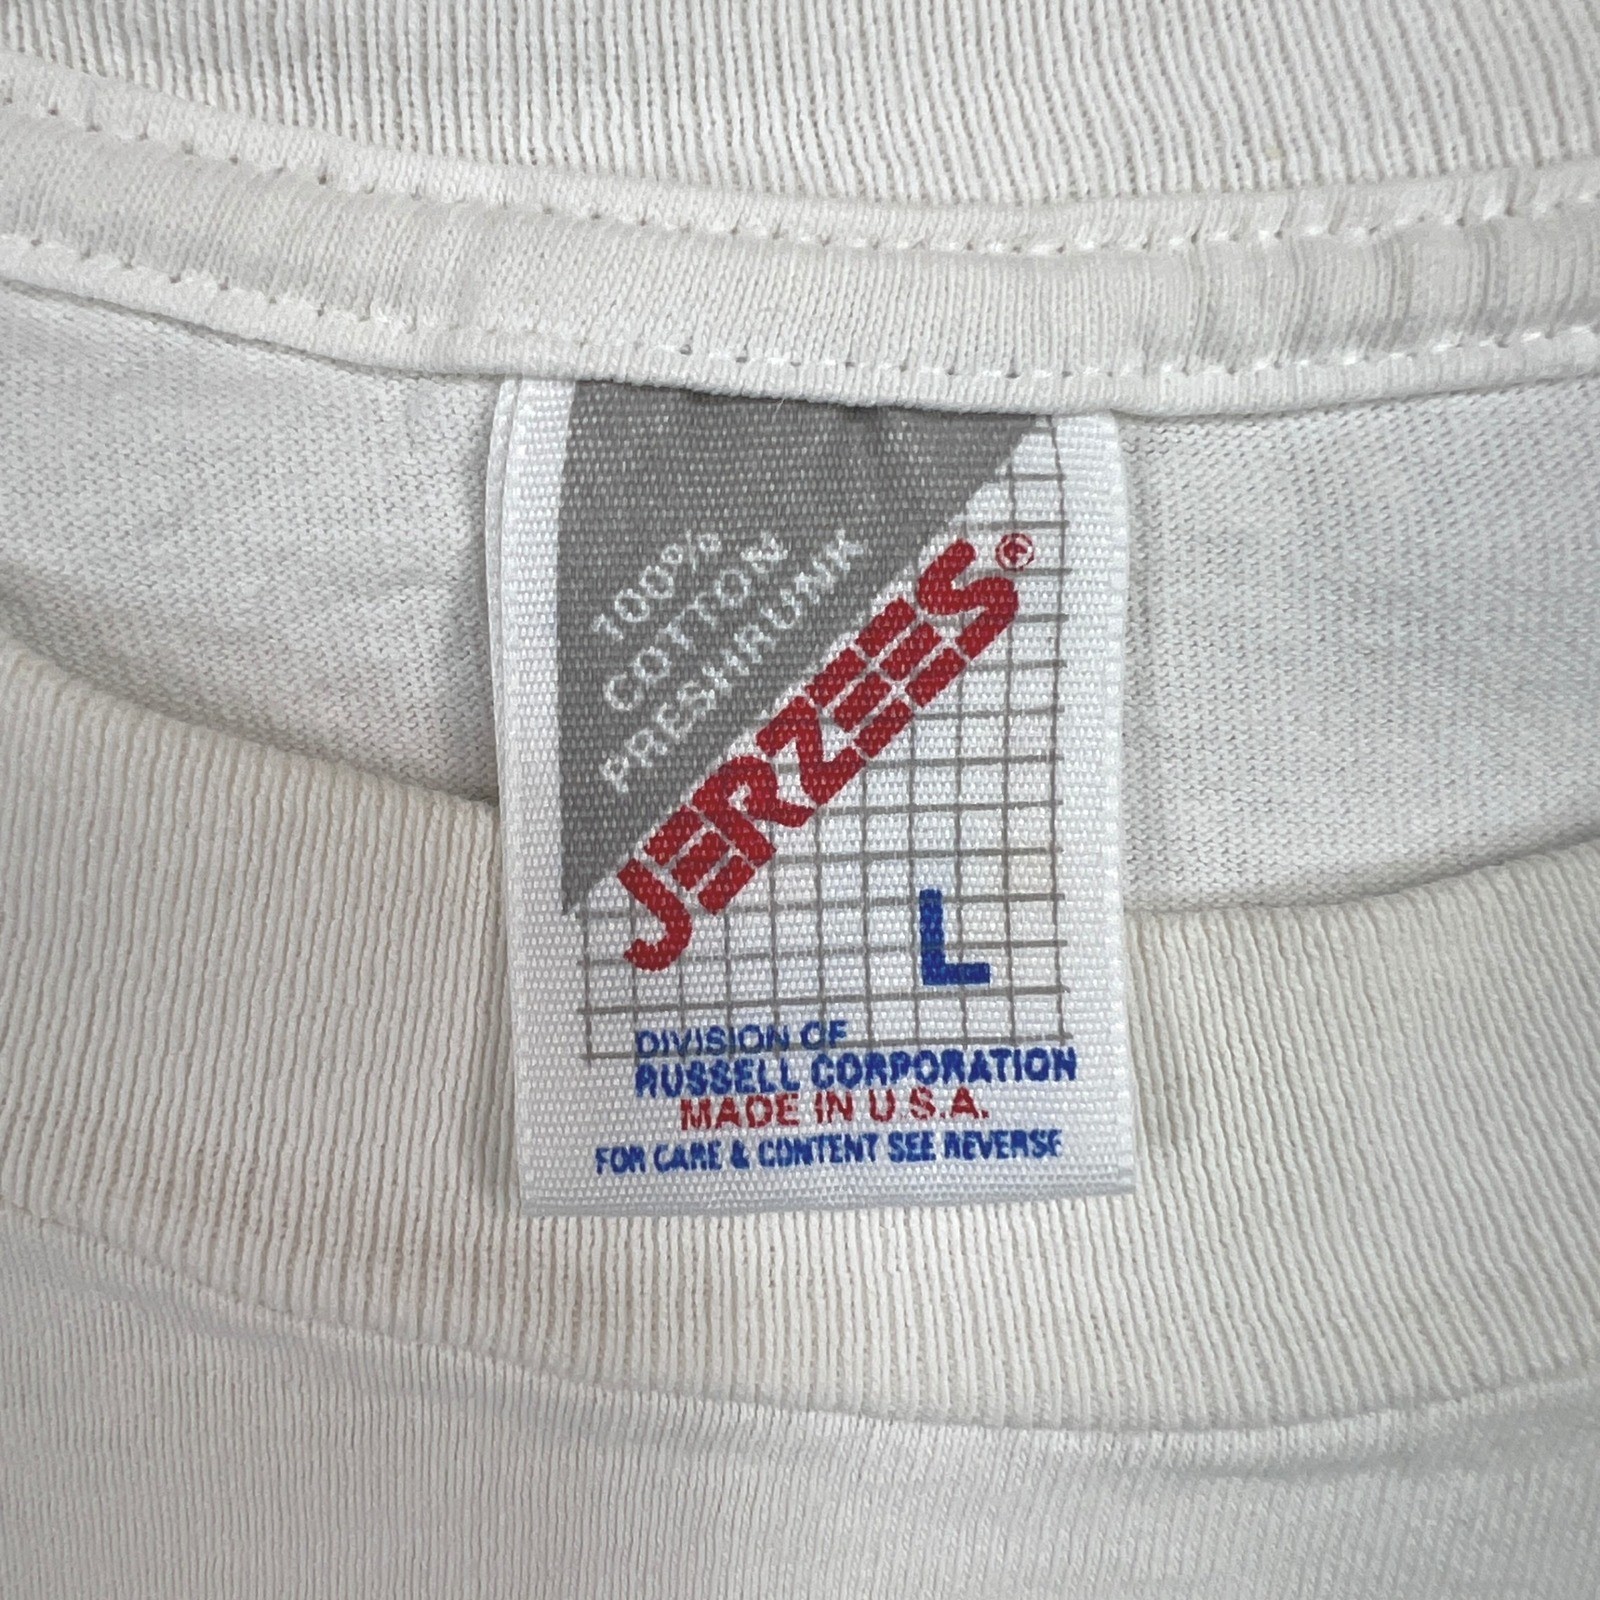 100%
COTTON
PRESHRUNK
JERZEES®
L
DIVISION OF
RUSSELL CORPORATION
MADE IN U.S.A.
FOR CARE & CONTENT SEE REVERSE